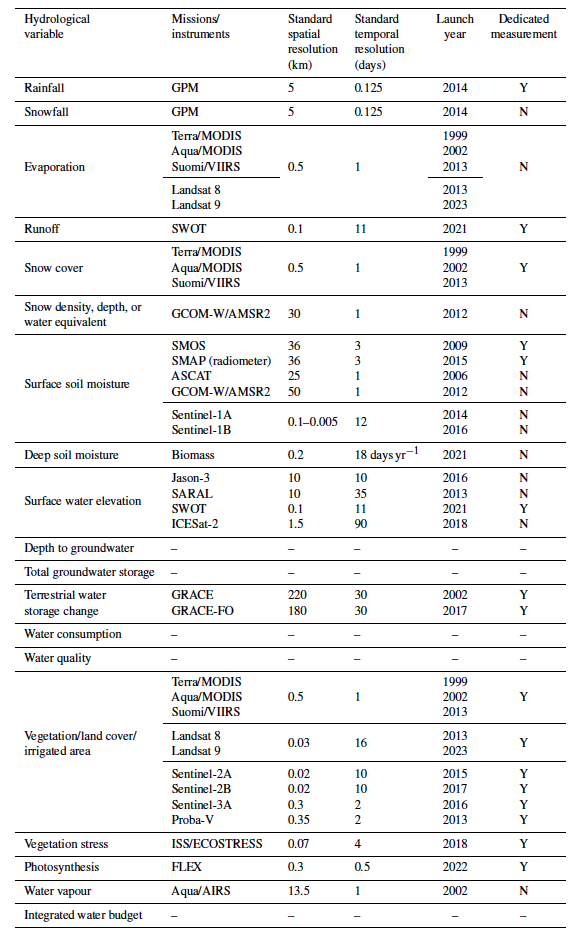 Hydrological Missions/ Standard Standard Launch Dedicated
variable instruments spatial temporal year measurement
resolution resolution
(km) (days)
Rainfall GPM 5 0.125 2014 Y
Snowfall GPM 5 0.125 2014 N
Terra/MODIS 1999
Aqua/MODIS 2002
Evaporation Suomi/VIIRS 0.5 1 2013 N
Landsat 8 2013
Landsat 9 2023
Runoff SWOT 0.1 11 2021 Y
Terra/MODIS 1999
Snow cover Aqua/MODIS 0.5 1 2002 Y
Suomi/VIIRS 2013
Snow density, depth, or
water equivalent GCOM-W/AMSR2 30 1 2012 N
SMOS 36 3 2009 Y
SMAP (radiometer) 36 3 2015 Y
Surface soil moisture ASCAT 25 1 2006 N
GCOM-W/AMSR2 50 1 2012 N
Sentinel-1A 0.1–0.005 12 2014 N
Sentinel-1B 2016 N
Deep soil moisture Biomass 0.2 18 days yr−1 2021 N
Jason-3 10 10 2016 N
Surface water elevation SARAL 10 35 2013 N
SWOT 0.1 11 2021 Y
ICESat-2 1.5 90 2018 N
Depth to groundwater – – – – –
Total groundwater storage – – – – –
Terrestrial water GRACE 220 30 2002 Y
storage change GRACE-FO 180 30 2017 Y
Water consumption – – – – –
Water quality – – – – –
Terra/MODIS 1999
Aqua/MODIS 0.5 1 2002 Y
Suomi/VIIRS 2013
Vegetation/land cover/ Landsat 8 0.03 16 2013 Y
irrigated area Landsat 9 2023
Sentinel-2A 0.02 10 2015 Y
Sentinel-2B 0.02 10 2017 Y
Sentinel-3A 0.3 2 2016 Y
Proba-V 0.35 2 2013 Y
Vegetation stress ISS/ECOSTRESS 0.07 4 2018 Y
Photosynthesis FLEX 0.3 0.5 2022 Y
Water vapour Aqua/AIRS 13.5 1 2002 N
Integrated water budget – – – – –